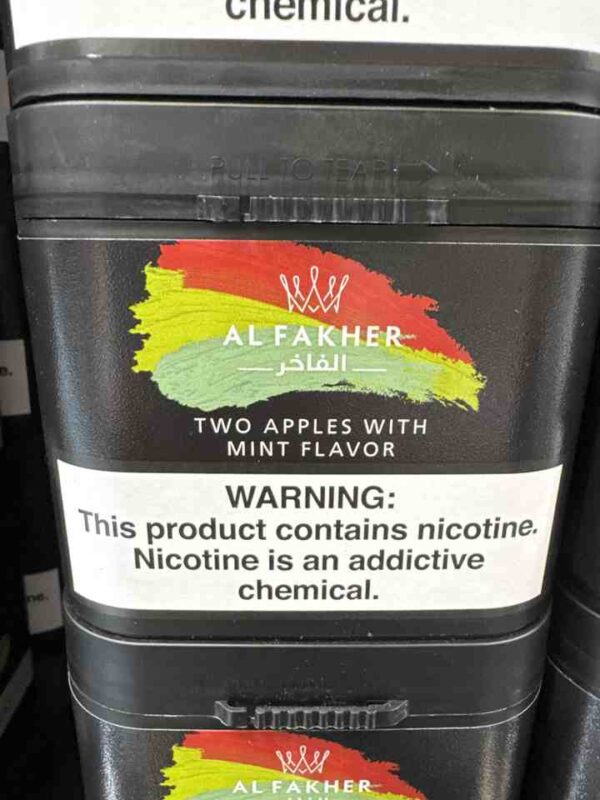 chemical.
PULL TO TEAR
AL FAKHER
الفاخر
TWO APPLES WITH
MINT FLAVOR
WARNING:
This product contains nicotine.
Nicotine is an addictive
chemical.
AL FAKHER